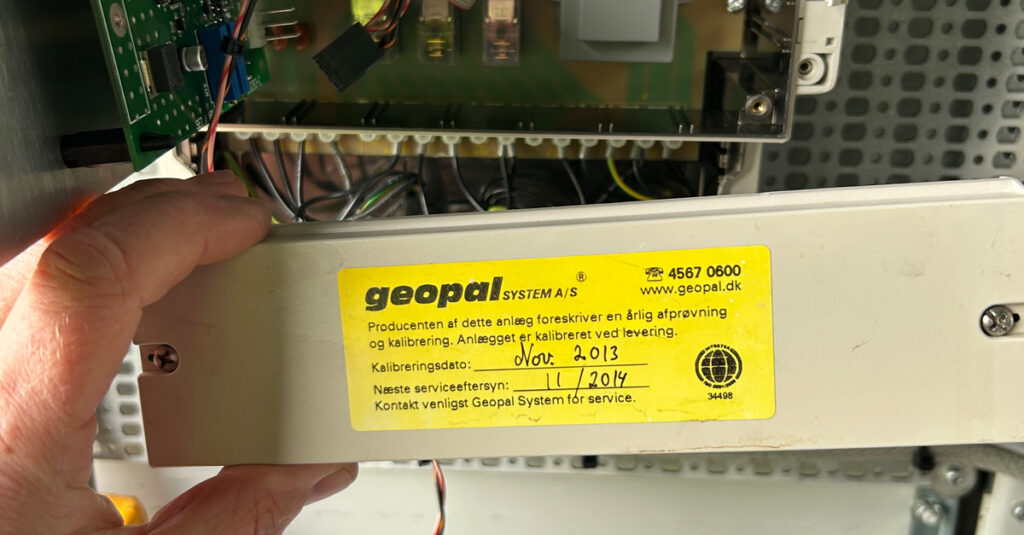 geopal SYSTEM A/S ®
☎ 4567 0600
www.geopal.dk
Producenten af dette anlæg foreskriver en årlig afprøvning
og kalibrering. Anlægget er kalibreret ved levering.
Kalibreringsdato: Nov. 2013
Næste serviceeftersyn: 11/2014
Kontakt venligst Geopal System for service.
34498